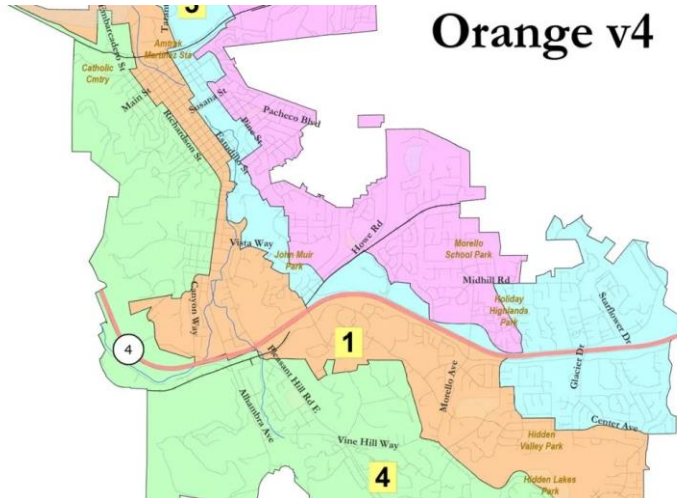 Orange v4
3
Embarcadero St
Amtrak
Martinez Sta
Catholic
Cmtry
Main St
Susana St
Richardson St
Pine St
Estudillo St
Pacheco Blvd
Vista Way
John Muir
Park
Howe Rd
Morello
School Park
Midhill Rd
Holiday
Highlands
Park
Starflower Dr
Glacier Dr
Canyon Way
4
1
Pleasant Hill Rd E
Morello Ave
Alhambra Ave
Vine Hill Way
Center Ave
Hidden
Valley Park
4
Hidden Lakes
Park